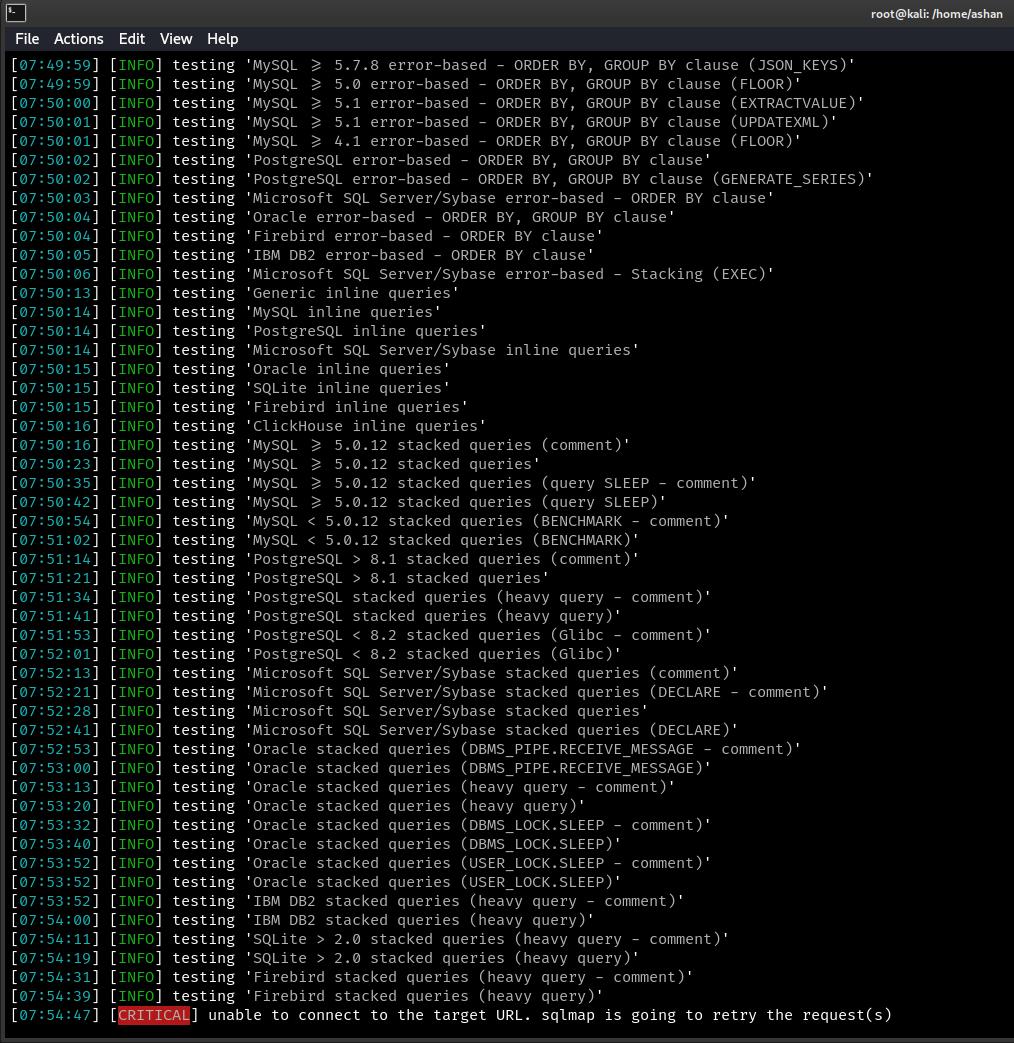 root@kali: /home/ashan
File Actions Edit View Help
[07:49:59] [INFO] testing 'MySQL ≥ 5.7.8 error-based - ORDER BY, GROUP BY clause (JSON_KEYS)'
[07:49:59] [INFO] testing 'MySQL ≥ 5.0 error-based - ORDER BY, GROUP BY clause (FLOOR)'
[07:50:00] [INFO] testing 'MySQL ≥ 5.1 error-based - ORDER BY, GROUP BY clause (EXTRACTVALUE)'
[07:50:01] [INFO] testing 'MySQL ≥ 5.1 error-based - ORDER BY, GROUP BY clause (UPDATEXML)'
[07:50:01] [INFO] testing 'MySQL ≥ 4.1 error-based - ORDER BY, GROUP BY clause (FLOOR)'
[07:50:02] [INFO] testing 'PostgreSQL error-based - ORDER BY, GROUP BY clause'
[07:50:02] [INFO] testing 'PostgreSQL error-based - ORDER BY, GROUP BY clause (GENERATE_SERIES)'
[07:50:03] [INFO] testing 'Microsoft SQL Server/Sybase error-based - ORDER BY clause'
[07:50:04] [INFO] testing 'Oracle error-based - ORDER BY, GROUP BY clause'
[07:50:04] [INFO] testing 'Firebird error-based - ORDER BY clause'
[07:50:05] [INFO] testing 'IBM DB2 error-based - ORDER BY clause'
[07:50:06] [INFO] testing 'Microsoft SQL Server/Sybase error-based - Stacking (EXEC)'
[07:50:13] [INFO] testing 'Generic inline queries'
[07:50:14] [INFO] testing 'MySQL inline queries'
[07:50:14] [INFO] testing 'PostgreSQL inline queries'
[07:50:14] [INFO] testing 'Microsoft SQL Server/Sybase inline queries'
[07:50:15] [INFO] testing 'Oracle inline queries'
[07:50:15] [INFO] testing 'SQLite inline queries'
[07:50:15] [INFO] testing 'Firebird inline queries'
[07:50:16] [INFO] testing 'ClickHouse inline queries'
[07:50:16] [INFO] testing 'MySQL ≥ 5.0.12 stacked queries (comment)'
[07:50:23] [INFO] testing 'MySQL ≥ 5.0.12 stacked queries'
[07:50:35] [INFO] testing 'MySQL ≥ 5.0.12 stacked queries (query SLEEP - comment)'
[07:50:42] [INFO] testing 'MySQL ≥ 5.0.12 stacked queries (query SLEEP)'
[07:50:54] [INFO] testing 'MySQL < 5.0.12 stacked queries (BENCHMARK - comment)'
[07:51:02] [INFO] testing 'MySQL < 5.0.12 stacked queries (BENCHMARK)'
[07:51:14] [INFO] testing 'PostgreSQL > 8.1 stacked queries (comment)'
[07:51:21] [INFO] testing 'PostgreSQL > 8.1 stacked queries'
[07:51:34] [INFO] testing 'PostgreSQL stacked queries (heavy query - comment)'
[07:51:41] [INFO] testing 'PostgreSQL stacked queries (heavy query)'
[07:51:53] [INFO] testing 'PostgreSQL < 8.2 stacked queries (Glibc - comment)'
[07:52:01] [INFO] testing 'PostgreSQL < 8.2 stacked queries (Glibc)'
[07:52:13] [INFO] testing 'Microsoft SQL Server/Sybase stacked queries (comment)'
[07:52:21] [INFO] testing 'Microsoft SQL Server/Sybase stacked queries (DECLARE - comment)'
[07:52:28] [INFO] testing 'Microsoft SQL Server/Sybase stacked queries'
[07:52:41] [INFO] testing 'Microsoft SQL Server/Sybase stacked queries (DECLARE)'
[07:52:53] [INFO] testing 'Oracle stacked queries (DBMS_PIPE.RECEIVE_MESSAGE - comment)'
[07:53:00] [INFO] testing 'Oracle stacked queries (DBMS_PIPE.RECEIVE_MESSAGE)'
[07:53:13] [INFO] testing 'Oracle stacked queries (heavy query - comment)'
[07:53:20] [INFO] testing 'Oracle stacked queries (heavy query)'
[07:53:32] [INFO] testing 'Oracle stacked queries (DBMS_LOCK.SLEEP - comment)'
[07:53:40] [INFO] testing 'Oracle stacked queries (DBMS_LOCK.SLEEP)'
[07:53:52] [INFO] testing 'Oracle stacked queries (USER_LOCK.SLEEP - comment)'
[07:53:52] [INFO] testing 'Oracle stacked queries (USER_LOCK.SLEEP)'
[07:53:52] [INFO] testing 'IBM DB2 stacked queries (heavy query - comment)'
[07:54:00] [INFO] testing 'IBM DB2 stacked queries (heavy query)'
[07:54:11] [INFO] testing 'SQLite > 2.0 stacked queries (heavy query - comment)'
[07:54:19] [INFO] testing 'SQLite > 2.0 stacked queries (heavy query)'
[07:54:31] [INFO] testing 'Firebird stacked queries (heavy query - comment)'
[07:54:39] [INFO] testing 'Firebird stacked queries (heavy query)'
[07:54:47] [CRITICAL] unable to connect to the target URL. sqlmap is going to retry the request(s)